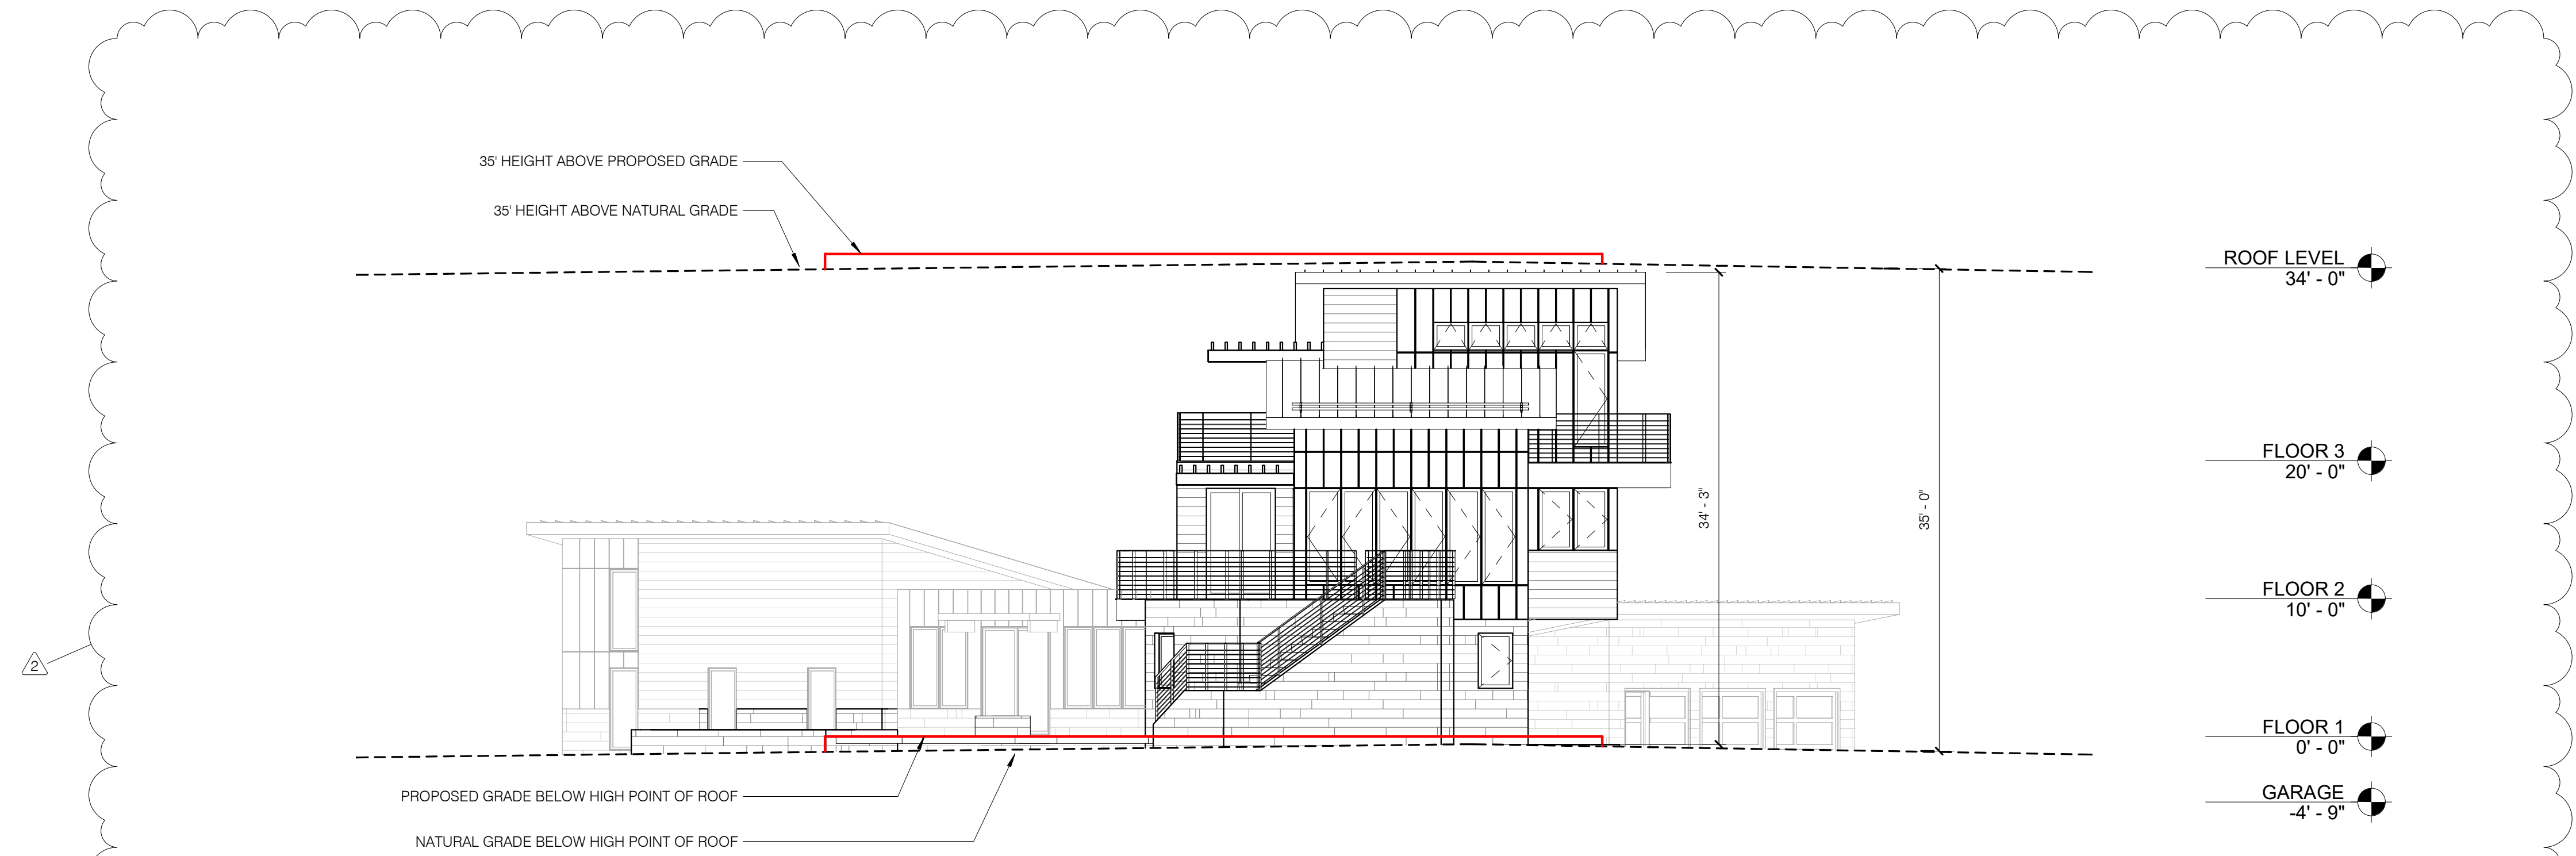 35' HEIGHT ABOVE PROPOSED GRADE
35' HEIGHT ABOVE NATURAL GRADE
ROOF LEVEL
34' - 0"
FLOOR 3
20' - 0"
34' - 3"
35' - 0"
FLOOR 2
10' - 0"
2
FLOOR 1
0' - 0"
PROPOSED GRADE BELOW HIGH POINT OF ROOF
GARAGE
-4' - 9"
NATURAL GRADE BELOW HIGH POINT OF ROOF